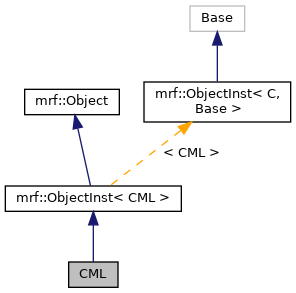 Base
mrf::Object
mrf::ObjectInst< C,
Base >
< CML >
mrf::ObjectInst< CML >
CML